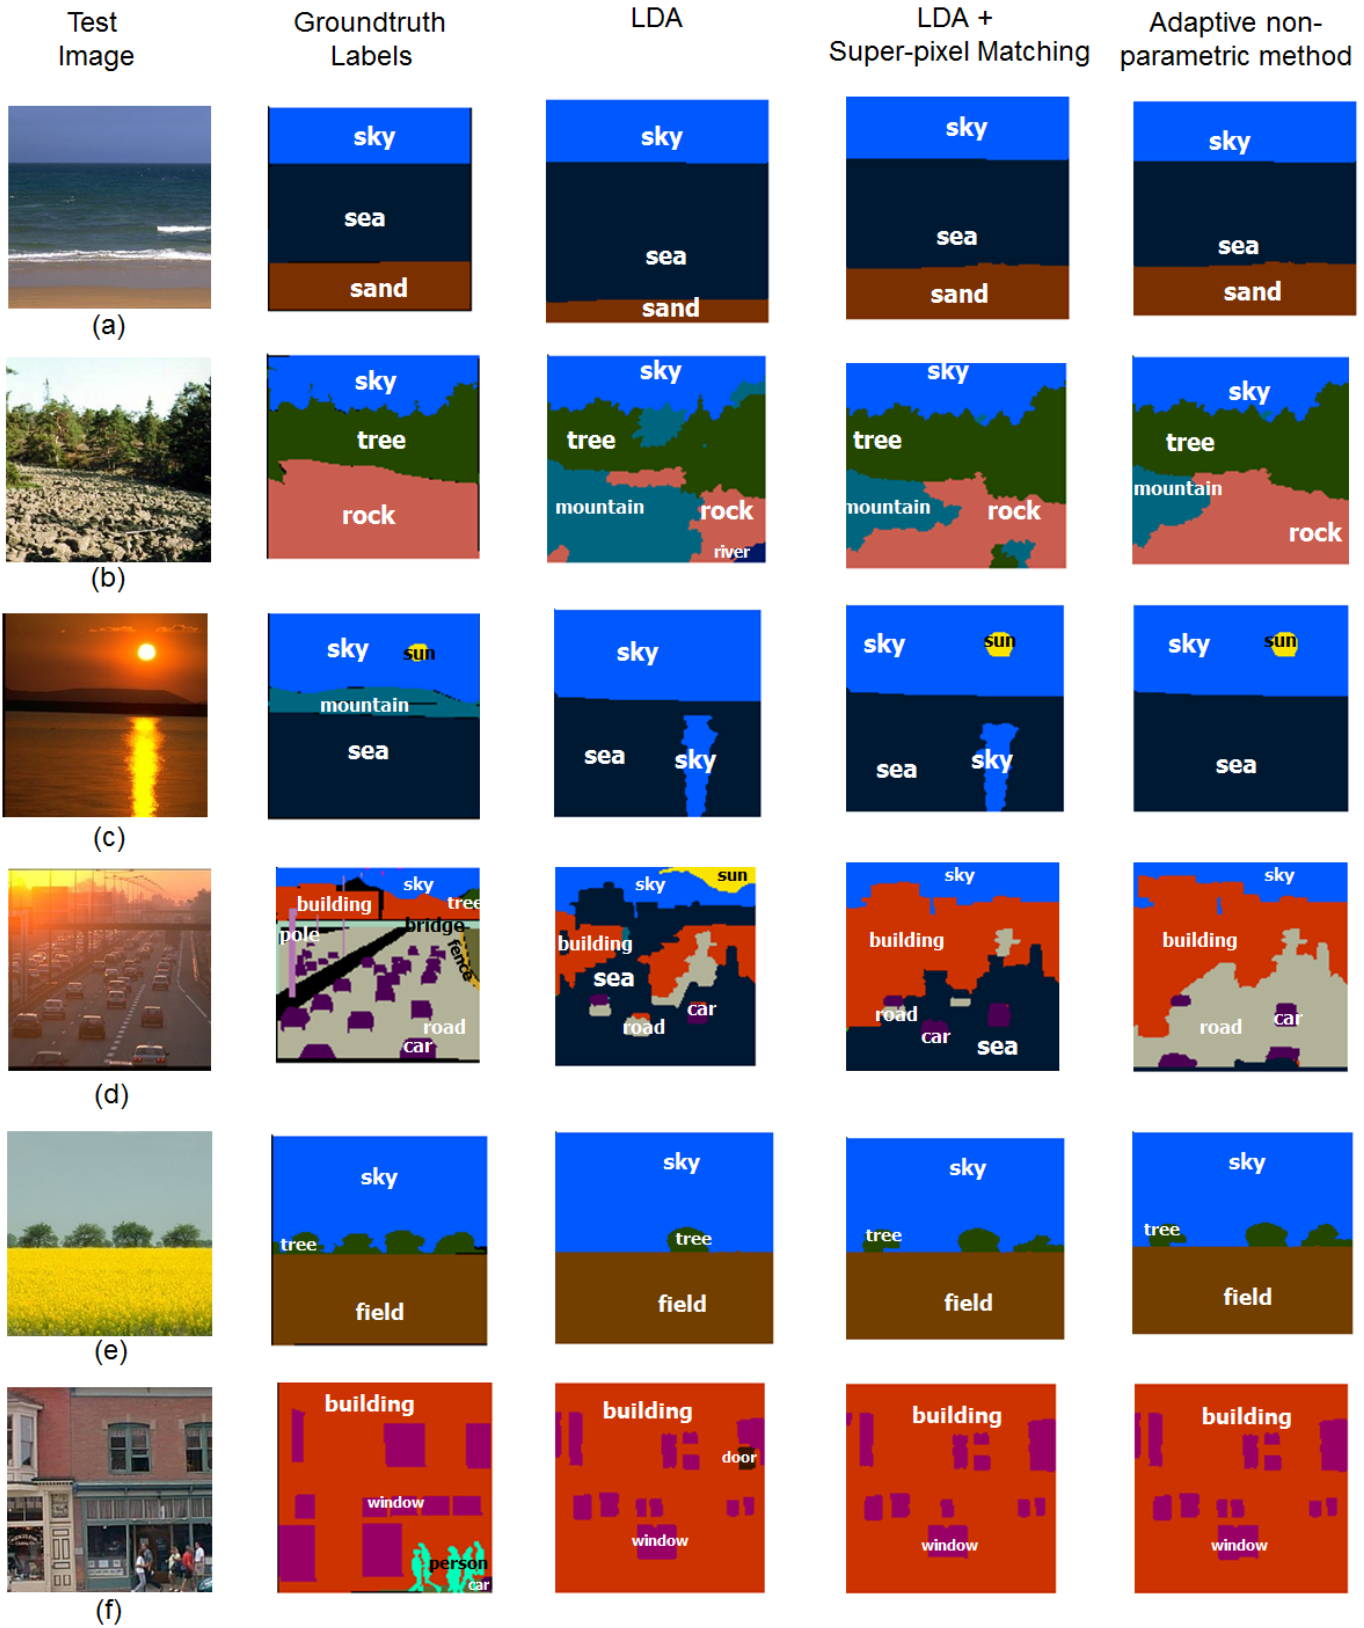 Test
Image
Groundtruth
Labels
LDA
LDA +
Super-pixel Matching
Adaptive non-
parametric method
sky
sea
sand
sky
sea
sand
sky
sea
sand
sky
sea
sand
(a)
sky
tree
rock
sky
tree
mountain
rock
river
sky
tree
mountain
rock
sky
tree
mountain
rock
(b)
sky
sun
mountain
sea
sky
sea
sky
sky
sun
sea
sky
sky
sun
sea
(c)
sky
building
tree
pole
bridge
fence
road
car
sky
sun
building
sea
car
road
sky
building
road
car
sea
sky
building
road
car
(d)
sky
tree
field
sky
tree
field
sky
tree
field
sky
tree
field
(e)
building
window
person
car
building
door
window
building
window
building
window
(f)